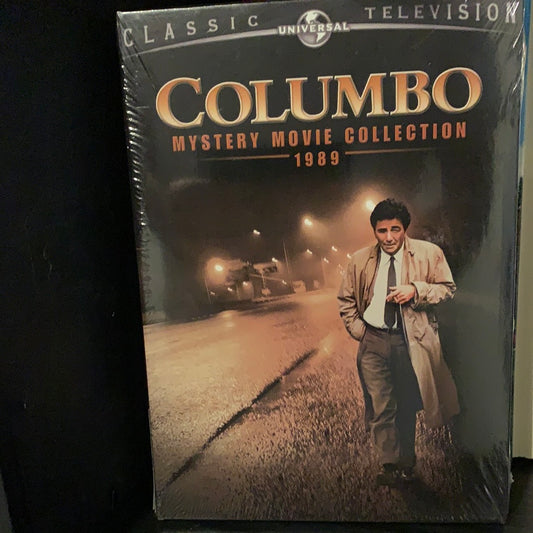 CLASSIC UNIVERSAL TELEVISION
COLUMBO
MYSTERY MOVIE COLLECTION
1989